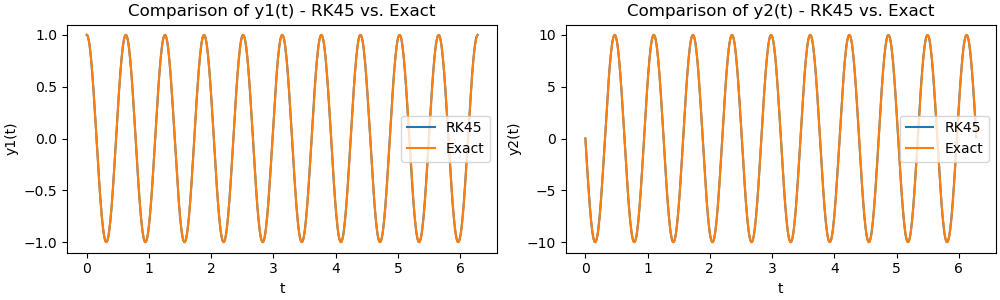 Comparison of y1(t) - RK45 vs. Exact
1.0
0.5
0.0
−0.5
−1.0
y1(t)
RK45
Exact
0 1 2 3 4 5 6
t
Comparison of y2(t) - RK45 vs. Exact
10
5
0
−5
−10
y2(t)
RK45
Exact
0 1 2 3 4 5 6
t